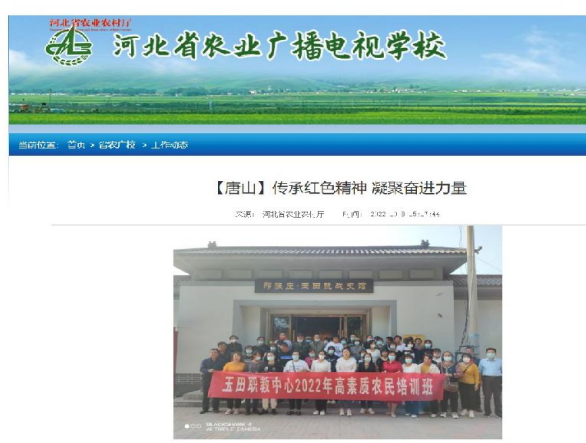 河北省农业农村厅
河北省农业广播电视学校
当前位置: 首页 > 省农广校 > 工作动态
【唐山】传承红色精神 凝聚奋进力量
来源: 河北省农业农村厅 时间: 2022
玉田职教中心2022年高素质农民培训班